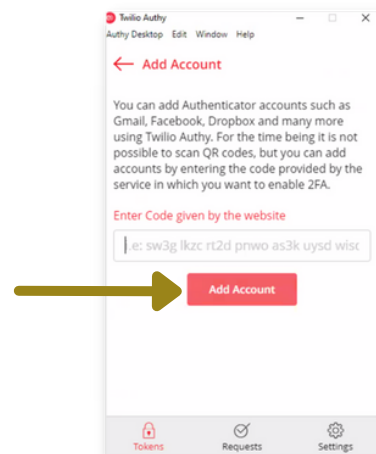 Twilio Authy
Authy Desktop Edit Window Help
Add Account
You can add Authenticator accounts such as
Gmail, Facebook, Dropbox and many more
using Twilio Authy. For the time being it is not
possible to scan QR codes, but you can add
accounts by entering the code provided by the
service in which you want to enable 2FA.
Enter Code given by the website
.e: sw3g lkzc rt2d pnwo as3k uysd wisc
Add Account
Tokens Requests Settings